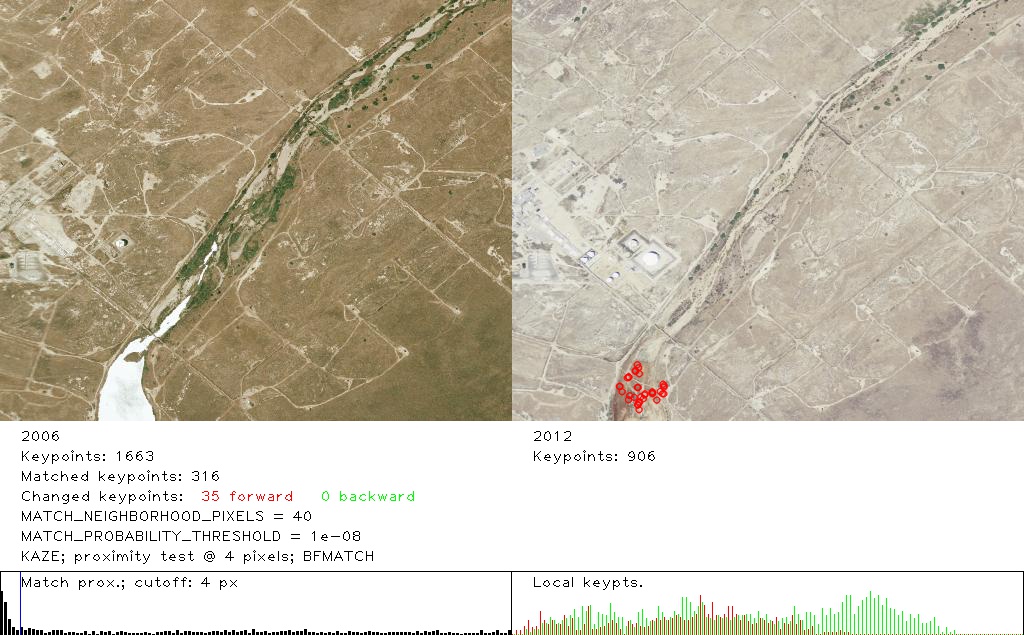 2006
Keypoints: 1663
Matched keypoints: 316
Changed keypoints: 35 forward 0 backward
MATCH_NEIGHBORHOOD_PIXELS = 40
MATCH_PROBABILITY_THRESHOLD = 1e-08
KAZE; proximity test @ 4 pixels; BFMATCH
2012
Keypoints: 906
Match prox.; cutoff: 4 px
Local keypts.